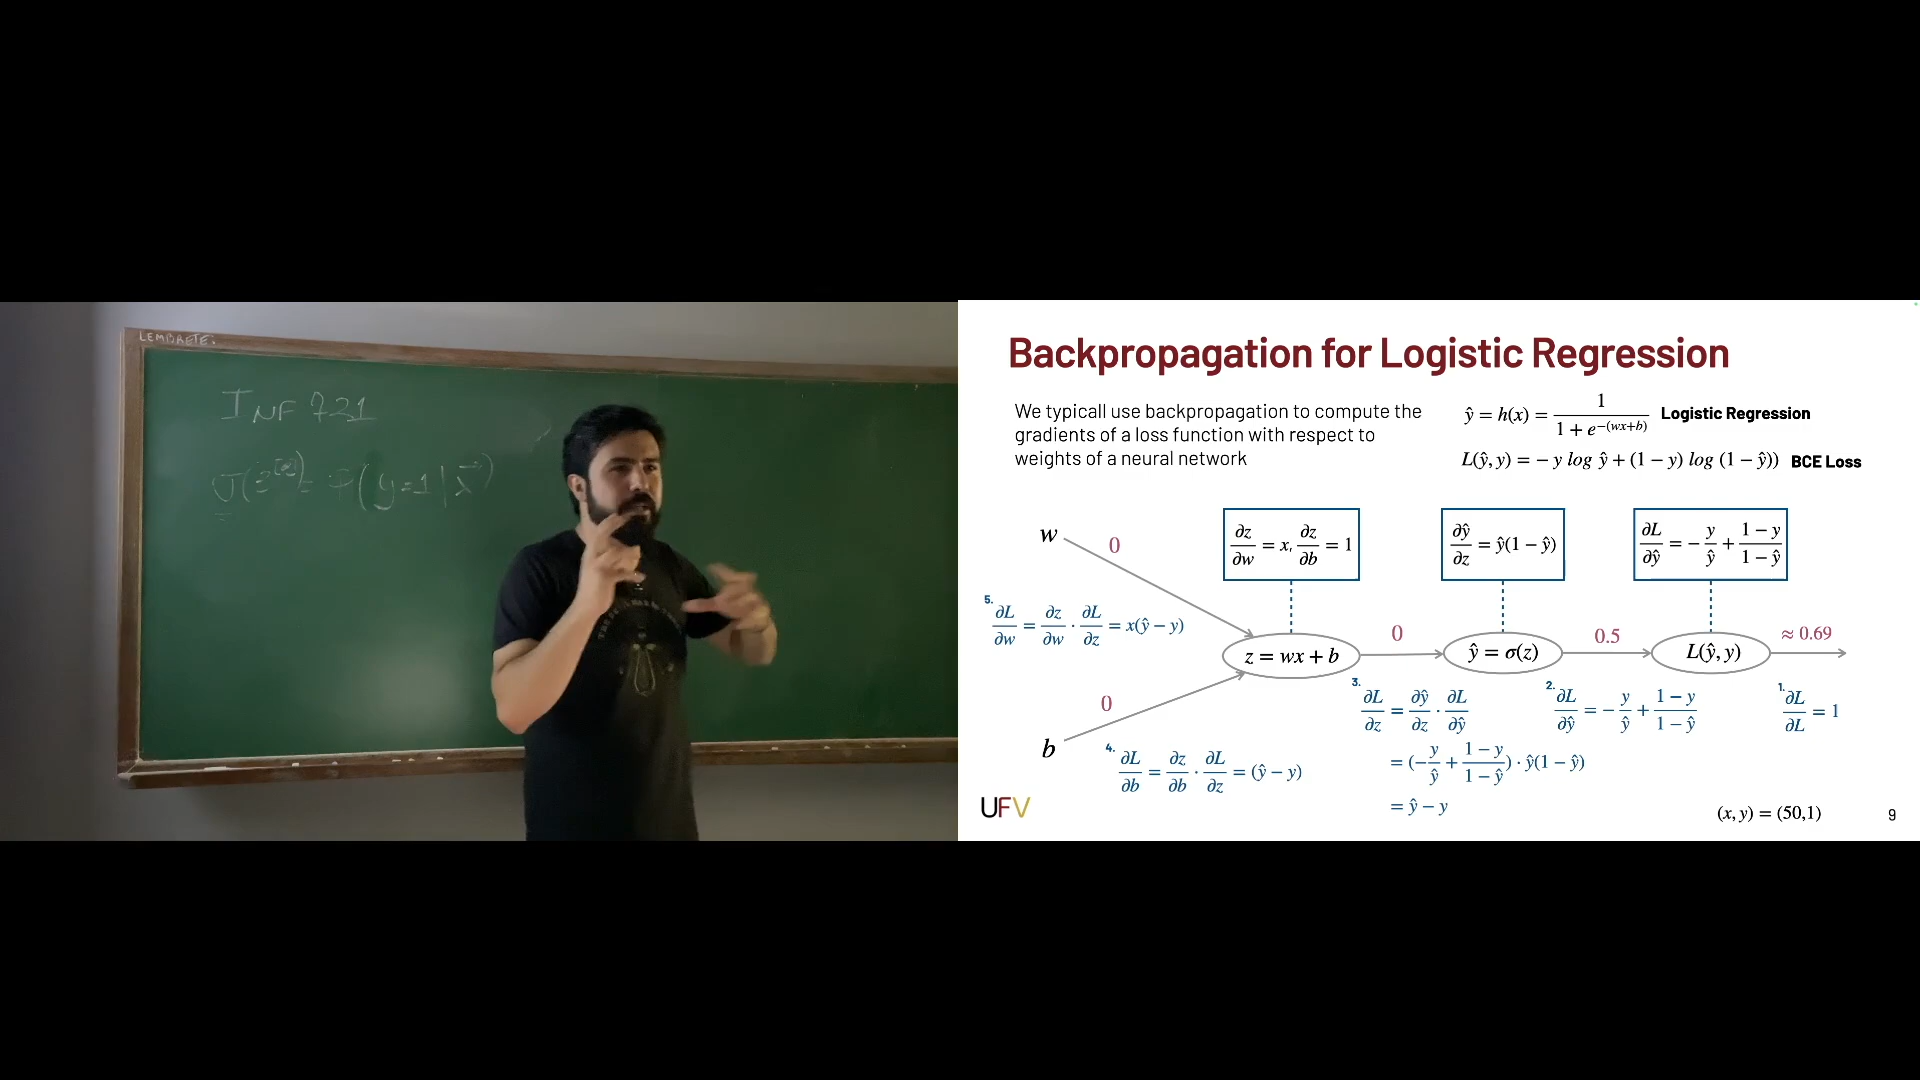 LEMBRETE:
INF 721
σ(z^[2]) = P(y=1|x⃗)
Backpropagation for Logistic Regression
We typicall use backpropagation to compute the
gradients of a loss function with respect to
weights of a neural network
ŷ = h(x) = 1 / (1 + e^−(wx+b)) Logistic Regression
L(ŷ, y) = − y log ŷ + (1 − y) log (1 − ŷ)) BCE Loss
∂z/∂w = x, ∂z/∂b = 1
∂ŷ/∂z = ŷ(1 − ŷ)
∂L/∂ŷ = − y/ŷ + (1 − y)/(1 − ŷ)
w
0
5. ∂L/∂w = ∂z/∂w · ∂L/∂z = x(ŷ − y)
z = wx + b
0
ŷ = σ(z)
0.5
L(ŷ, y)
≈ 0.69
0
b
4. ∂L/∂b = ∂z/∂b · ∂L/∂z = (ŷ − y)
3. ∂L/∂z = ∂ŷ/∂z · ∂L/∂ŷ
= (− y/ŷ + (1 − y)/(1 − ŷ)) · ŷ(1 − ŷ)
= ŷ − y
2. ∂L/∂ŷ = − y/ŷ + (1 − y)/(1 − ŷ)
1. ∂L/∂L = 1
UFV
(x, y) = (50,1)
9